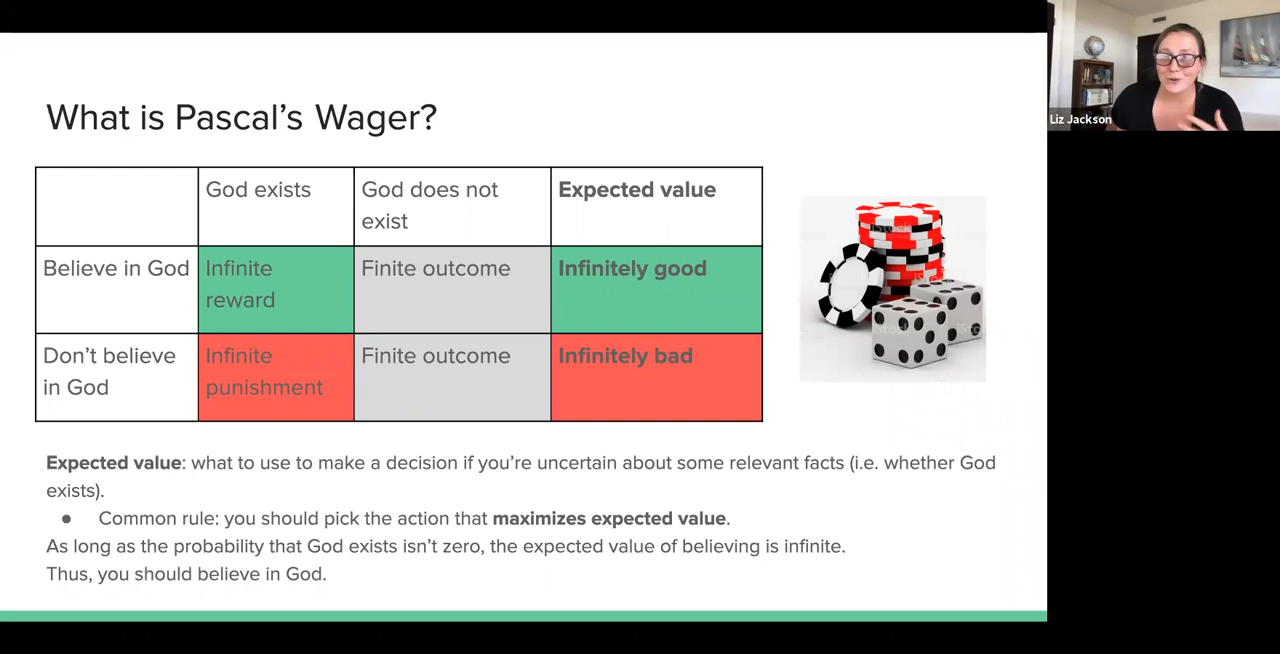 Liz Jackson
What is Pascal's Wager?
God exists
God does not
exist
Expected value
Believe in God
Infinite
reward
Finite outcome
Infinitely good
Don't believe
in God
Infinite
punishment
Finite outcome
Infinitely bad
Expected value: what to use to make a decision if you're uncertain about some relevant facts (i.e. whether God
exists).
● Common rule: you should pick the action that maximizes expected value.
As long as the probability that God exists isn't zero, the expected value of believing is infinite.
Thus, you should believe in God.